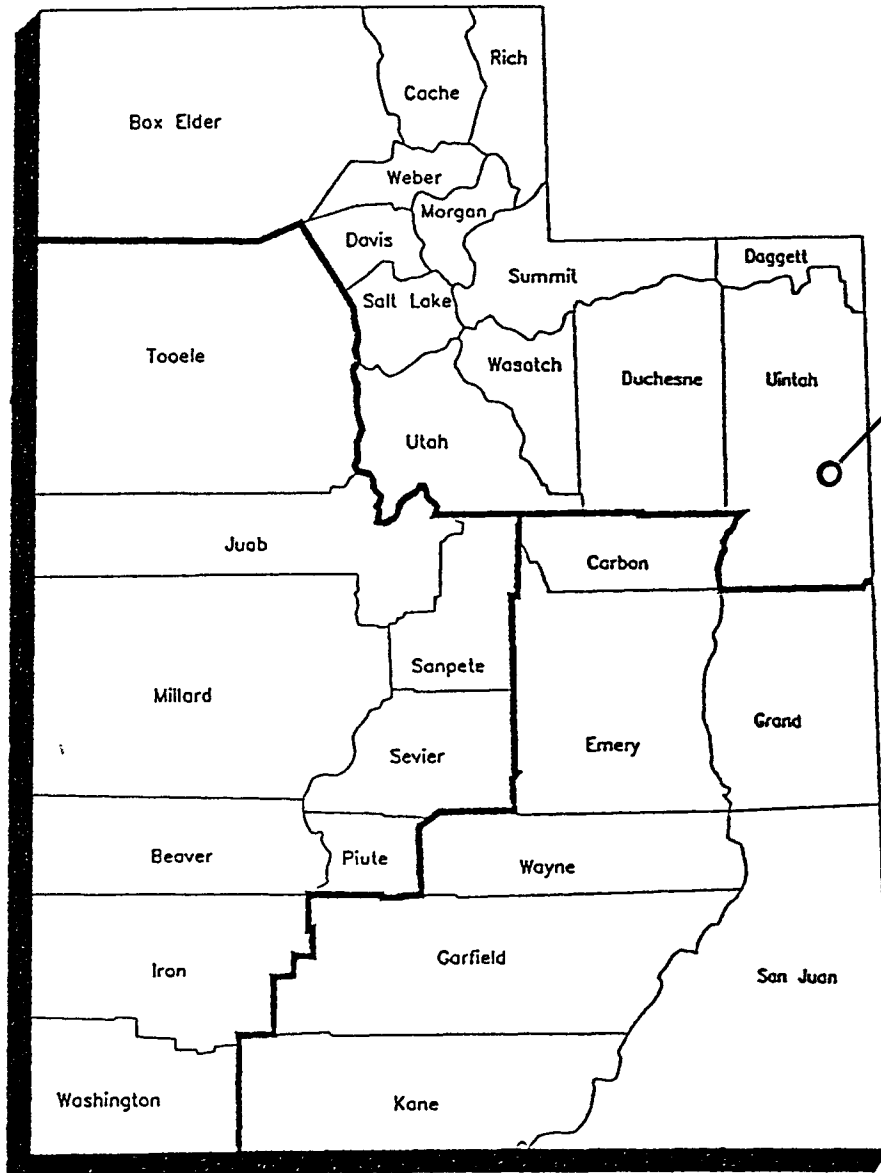 Rich
Cache
Box Elder
Weber
Morgan
Davis
Daggett
Summit
Salt Lake
Tooele
Wasatch
Duchesne
Uintah
Utah
Juab
Carbon
Sanpete
Millard
Grand
Emery
Sevier
Beaver
Piute
Wayne
Garfield
Iron
San Juan
Washington
Kane